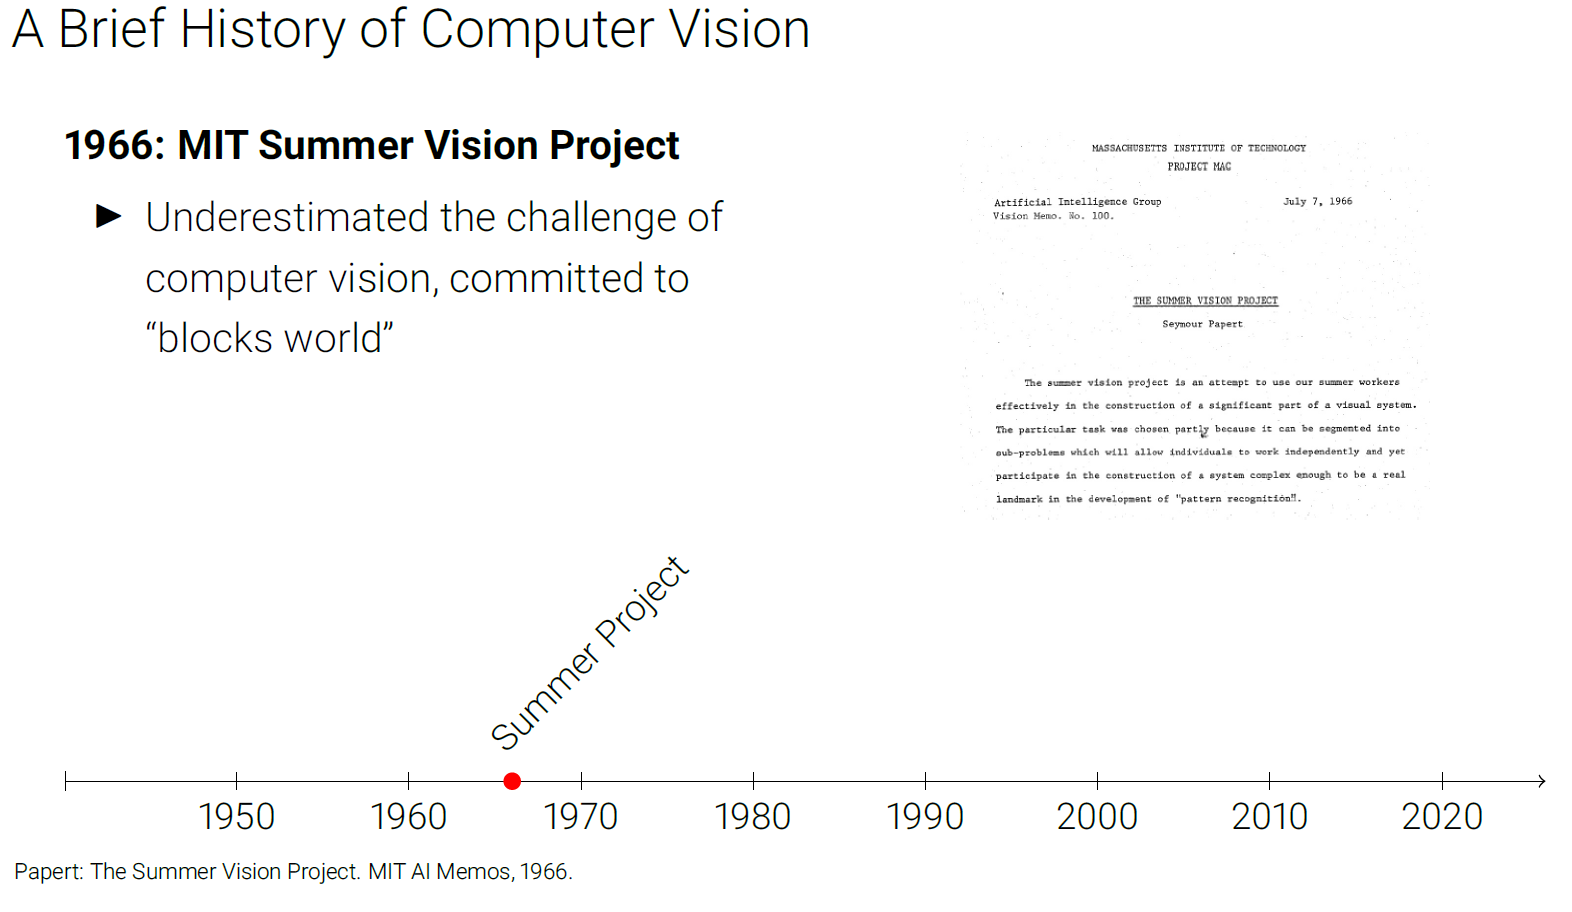 A Brief History of Computer Vision
1966: MIT Summer Vision Project
► Underestimated the challenge of
computer vision, committed to
“blocks world”
MASSACHUSETTS INSTITUTE OF TECHNOLOGY
PROJECT MAC
Artificial Intelligence Group July 7, 1966
Vision Memo. No. 100.
THE SUMMER VISION PROJECT
Seymour Papert
The summer vision project is an attempt to use our summer workers
effectively in the construction of a significant part of a visual system.
The particular task was chosen partly because it can be segmented into
sub-problems which will allow individuals to work independently and yet
participate in the construction of a system complex enough to be a real
landmark in the development of "pattern recognition".
Summer Project
1950 1960 1970 1980 1990 2000 2010 2020
Papert: The Summer Vision Project. MIT AI Memos, 1966.